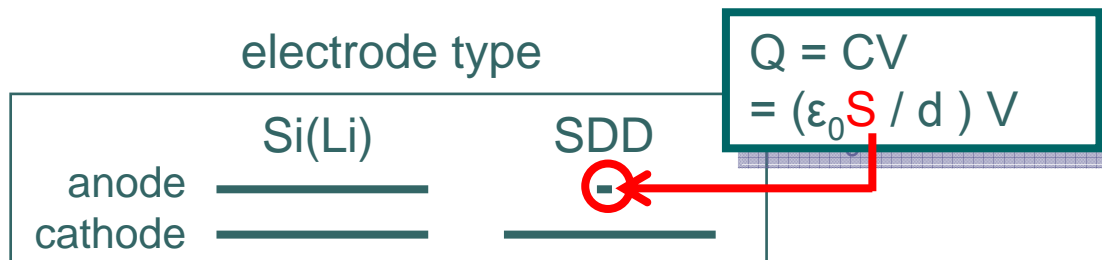 electrode type
Q = CV
= (ε₀S / d ) V
Si(Li) SDD
anode
cathode